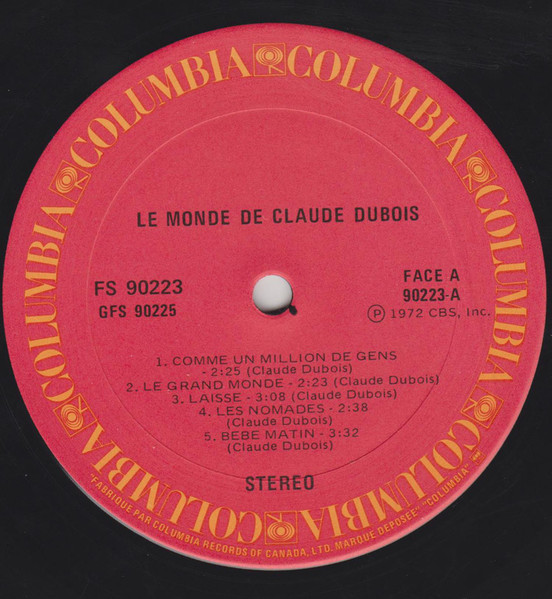 COLUMBIA COLUMBIA COLUMBIA COLUMBIA COLUMBIA COLUMBIA COLUMBIA
LE MONDE DE CLAUDE DUBOIS
FS 90223
GFS 90225
FACE A
90223-A
Ⓟ 1972 CBS, Inc.
1. COMME UN MILLION DE GENS
- 2:25 (Claude Dubois)
2. LE GRAND MONDE - 2:23 (Claude Dubois)
3. LAISSE - 3:08 (Claude Dubois)
4. LES NOMADES - 2:38
(Claude Dubois)
5. BEBE MATIN - 3:32
(Claude Dubois)
STEREO
"FABRIQUE PAR COLUMBIA RECORDS OF CANADA, LTD. MARQUE DEPOSEE" "COLUMBIA"